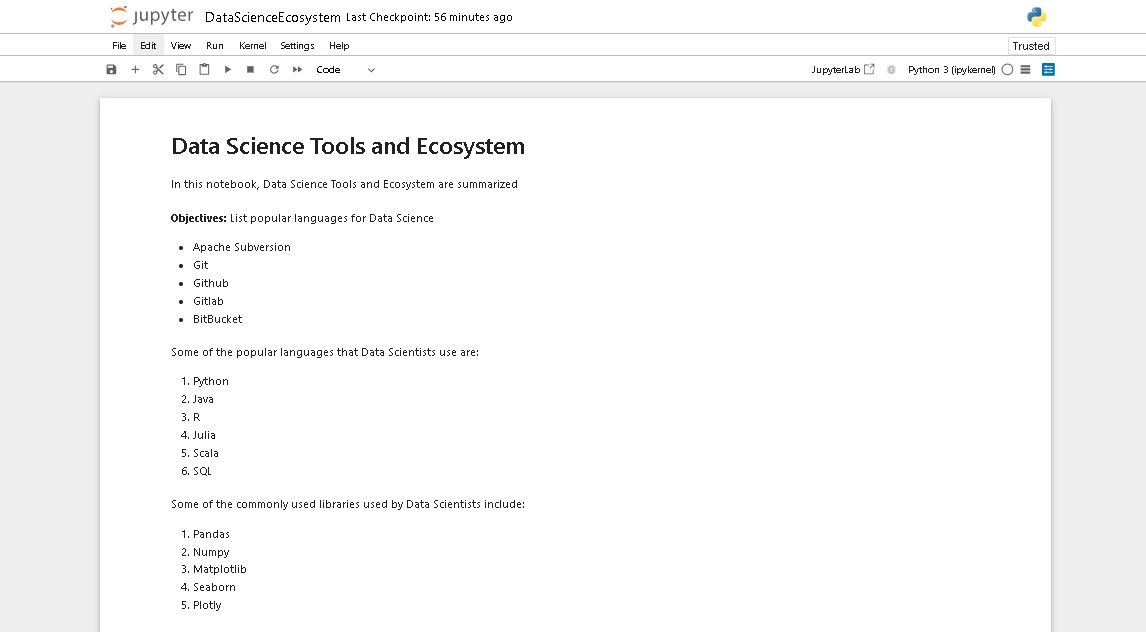 jupyter DataScienceEcosystem Last Checkpoint: 56 minutes ago
File Edit View Run Kernel Settings Help Trusted
Code JupyterLab Python 3 (ipykernel)
Data Science Tools and Ecosystem
In this notebook, Data Science Tools and Ecosystem are summarized
Objectives: List popular languages for Data Science
• Apache Subversion
• Git
• Github
• Gitlab
• BitBucket
Some of the popular languages that Data Scientists use are:
1. Python
2. Java
3. R
4. Julia
5. Scala
6. SQL
Some of the commonly used libraries used by Data Scientists include:
1. Pandas
2. Numpy
3. Matplotlib
4. Seaborn
5. Plotly